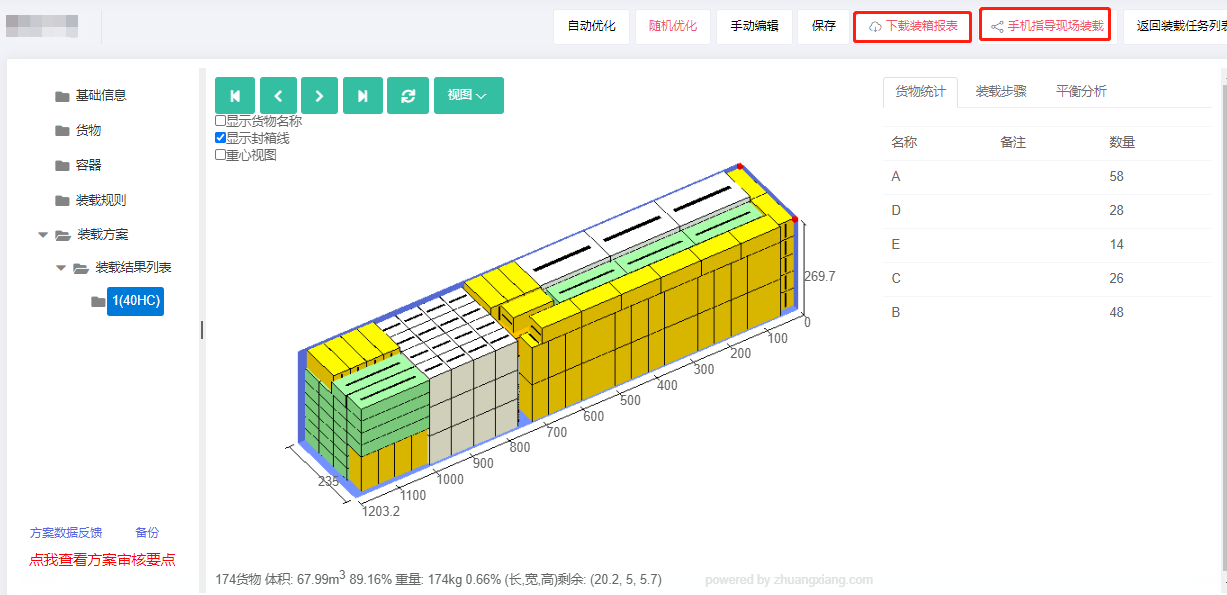 自动优化
随机优化
手动编辑
保存
下载装箱报表
手机指导现场装载
返回装载任务列
基础信息
货物
容器
装载规则
装载方案
装载结果列表
1(40HC)
方案数据反馈
备份
点我查看方案审核要点
视图
显示货物名称
显示封箱线
重心视图
269.7
0
100
200
300
400
500
600
700
800
900
1000
1100
1203.2
235
174货物 体积: 67.99m3 89.16% 重量: 174kg 0.66% (长,宽,高)剩余: (20.2, 5, 5.7)
powered by zhuangxiang.com
货物统计
装载步骤
平衡分析
名称 备注 数量
A 58
D 28
E 14
C 26
B 48